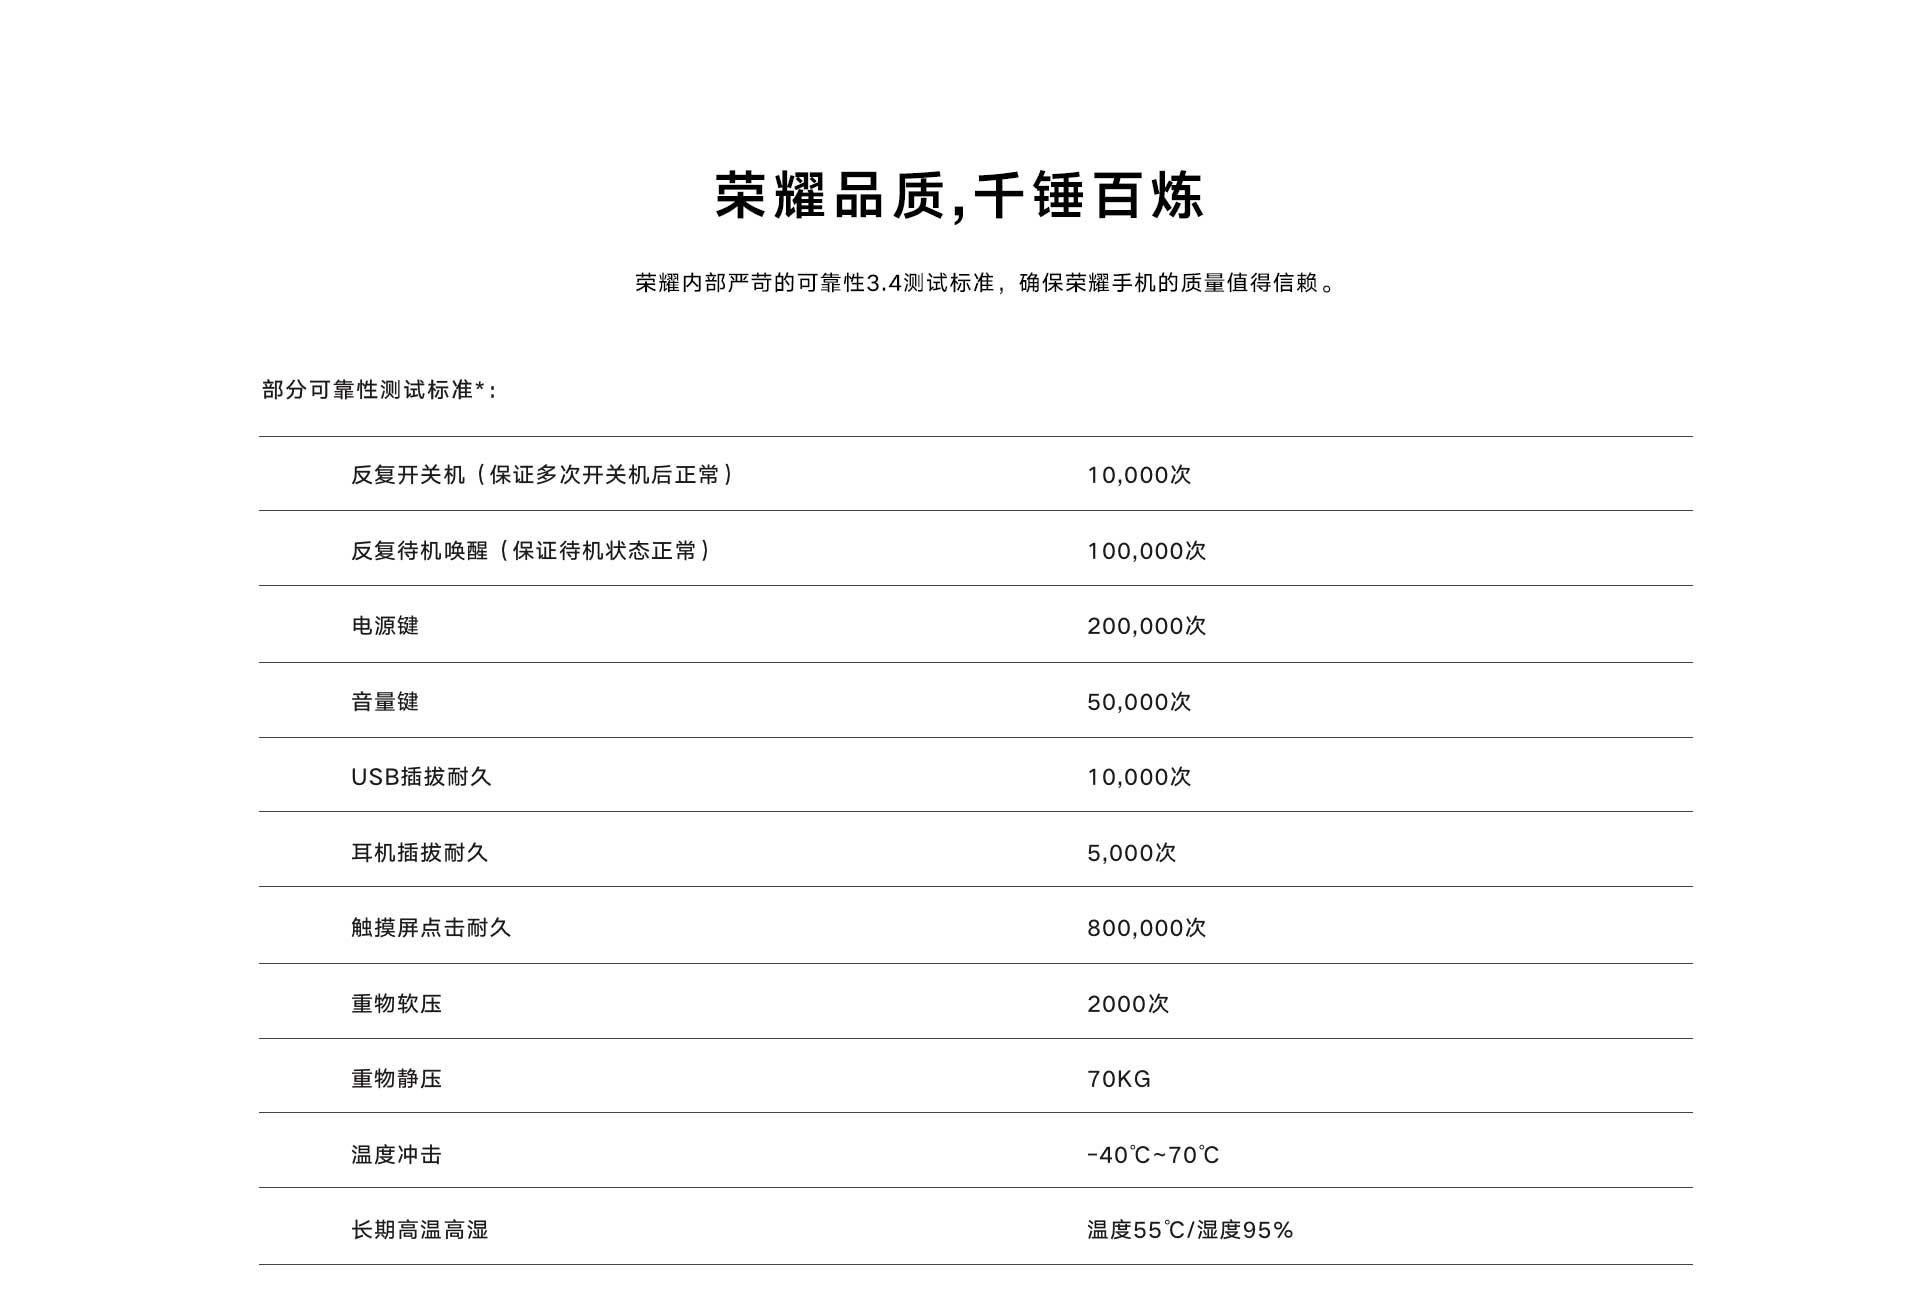 荣耀品质,千锤百炼
荣耀内部严苛的可靠性3.4测试标准，确保荣耀手机的质量值得信赖。
部分可靠性测试标准*:
反复开关机（保证多次开关机后正常） 10,000次
反复待机唤醒（保证待机状态正常） 100,000次
电源键 200,000次
音量键 50,000次
USB插拔耐久 10,000次
耳机插拔耐久 5,000次
触摸屏点击耐久 800,000次
重物软压 2000次
重物静压 70KG
温度冲击 -40℃~70℃
长期高温高湿 温度55℃/湿度95%